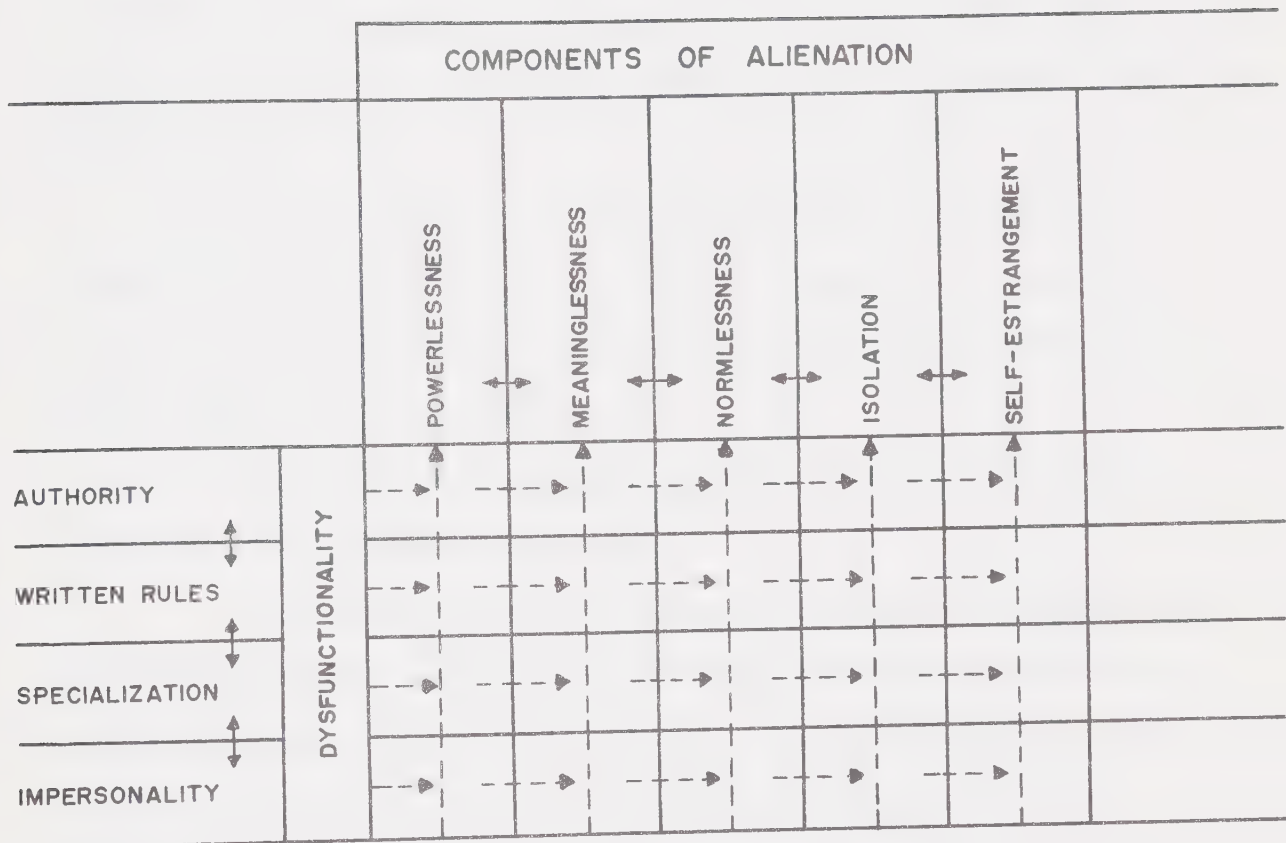 COMPONENTS OF ALIENATION
POWERLESSNESS
MEANINGLESSNESS
NORMLESSNESS
ISOLATION
SELF-ESTRANGEMENT
DYSFUNCTIONALITY
AUTHORITY
WRITTEN RULES
SPECIALIZATION
IMPERSONALITY